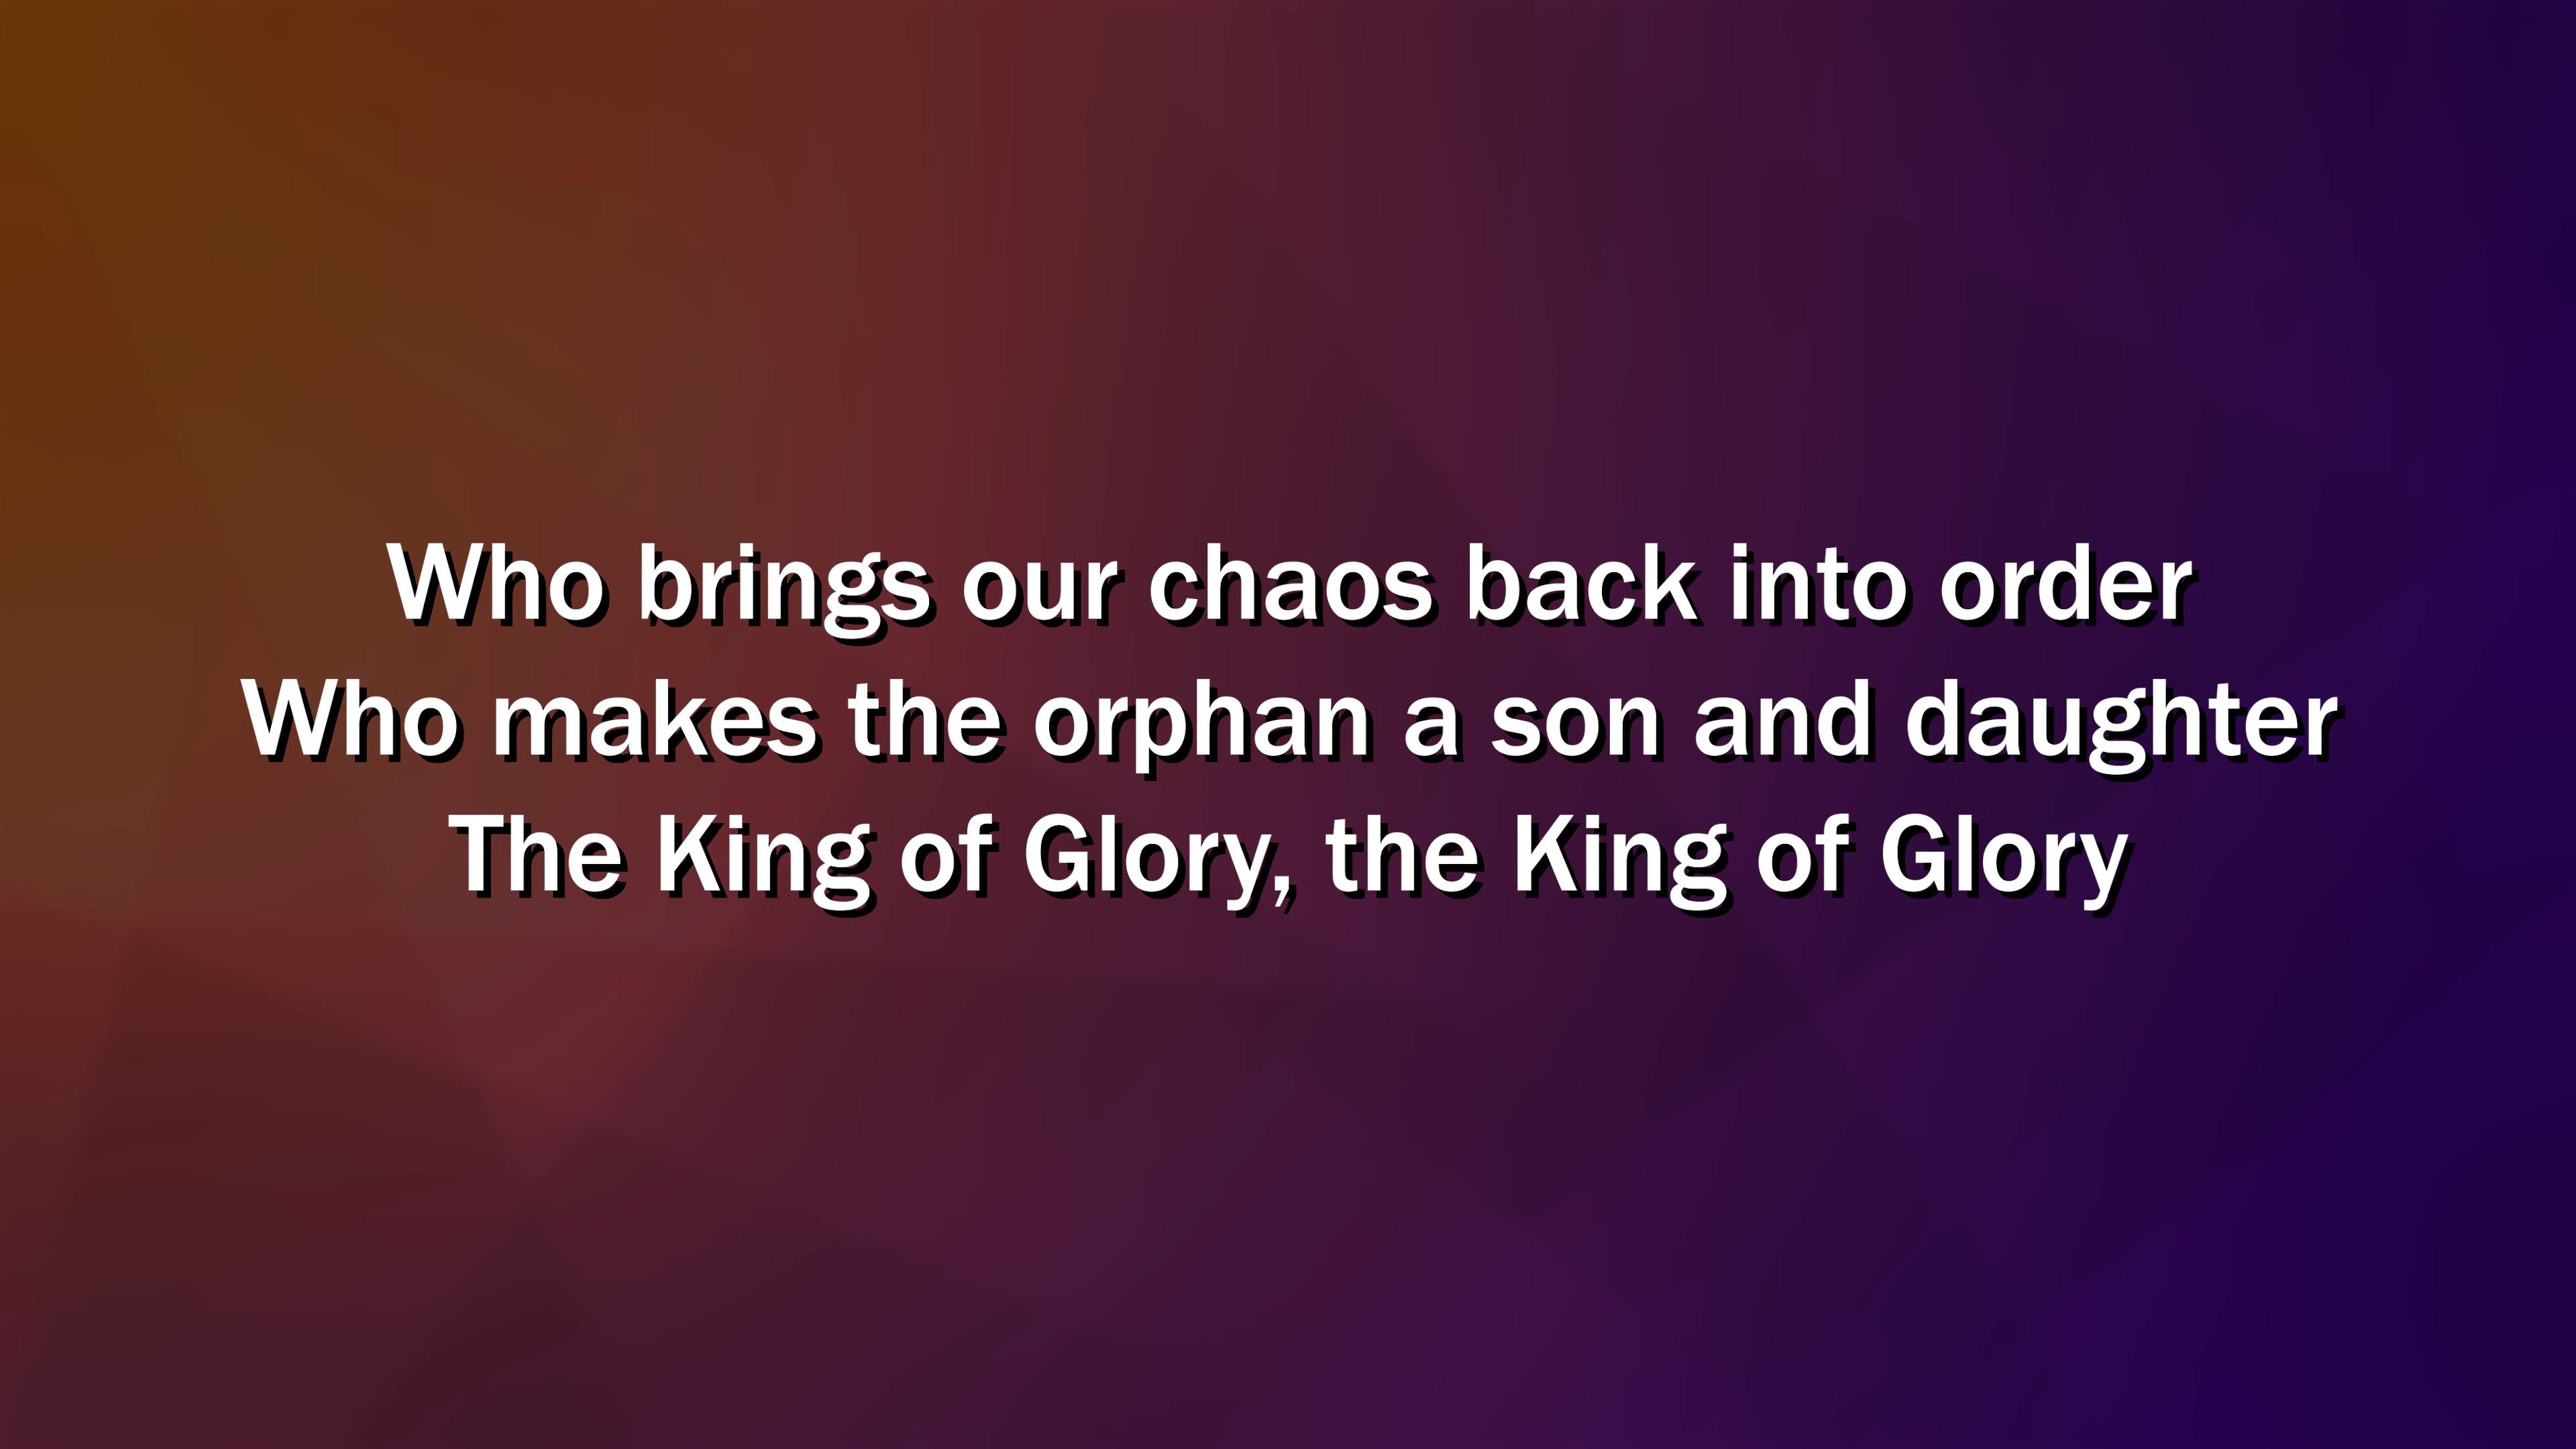 Who brings our chaos back into order
Who makes the orphan a son and daughter
The King of Glory, the King of Glory